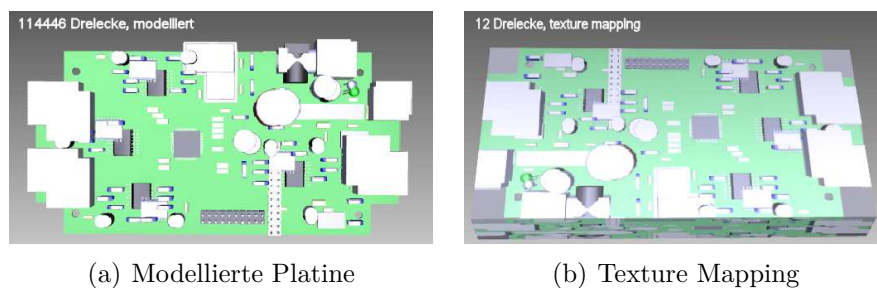 114446 Dreiecke, modelliert
12 Dreiecke, texture mapping
(a) Modellierte Platine
(b) Texture Mapping